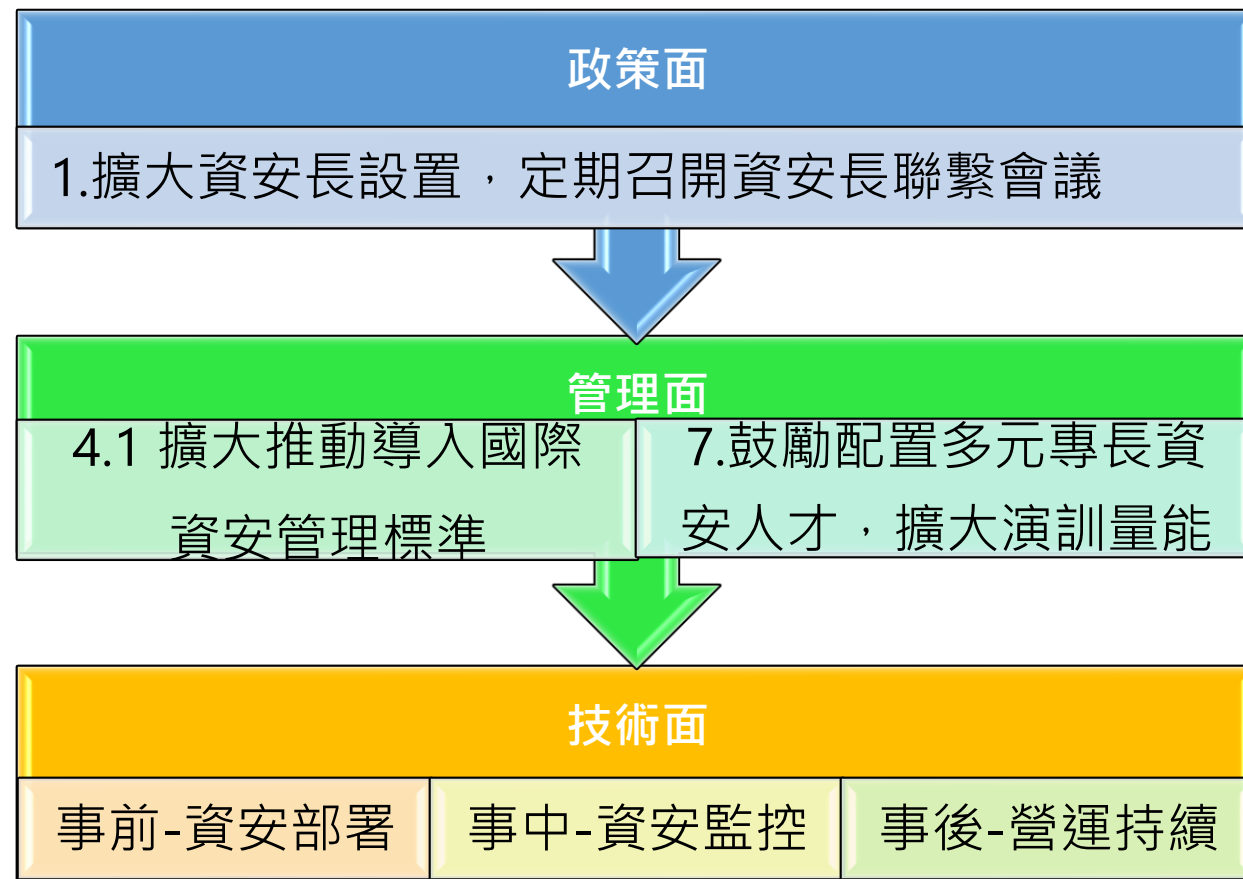 政策面
1.擴大資安長設置，定期召開資安長聯繫會議
管理面
4.1 擴大推動導入國際
資安管理標準
7.鼓勵配置多元專長資
安人才，擴大演訓量能
技術面
事前-資安部署
事中-資安監控
事後-營運持續